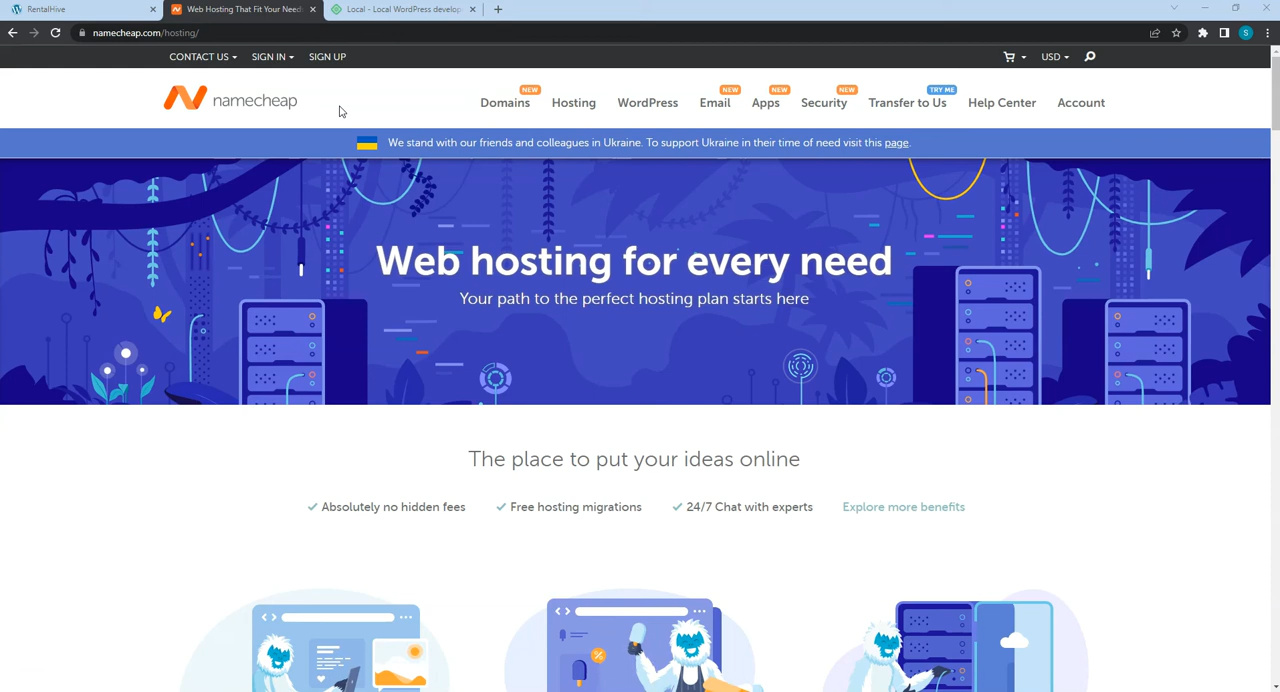 RentalHive
Web Hosting That Fit Your Need
Local - Local WordPress develop
namecheap.com/hosting/
S
CONTACT US SIGN IN SIGN UP USD
namecheap
NEW NEW NEW NEW TRY ME
Domains Hosting WordPress Email Apps Security Transfer to Us Help Center Account
We stand with our friends and colleagues in Ukraine. To support Ukraine in their time of need visit this page.
Web hosting for every need
Your path to the perfect hosting plan starts here
The place to put your ideas online
Absolutely no hidden fees Free hosting migrations 24/7 Chat with experts Explore more benefits